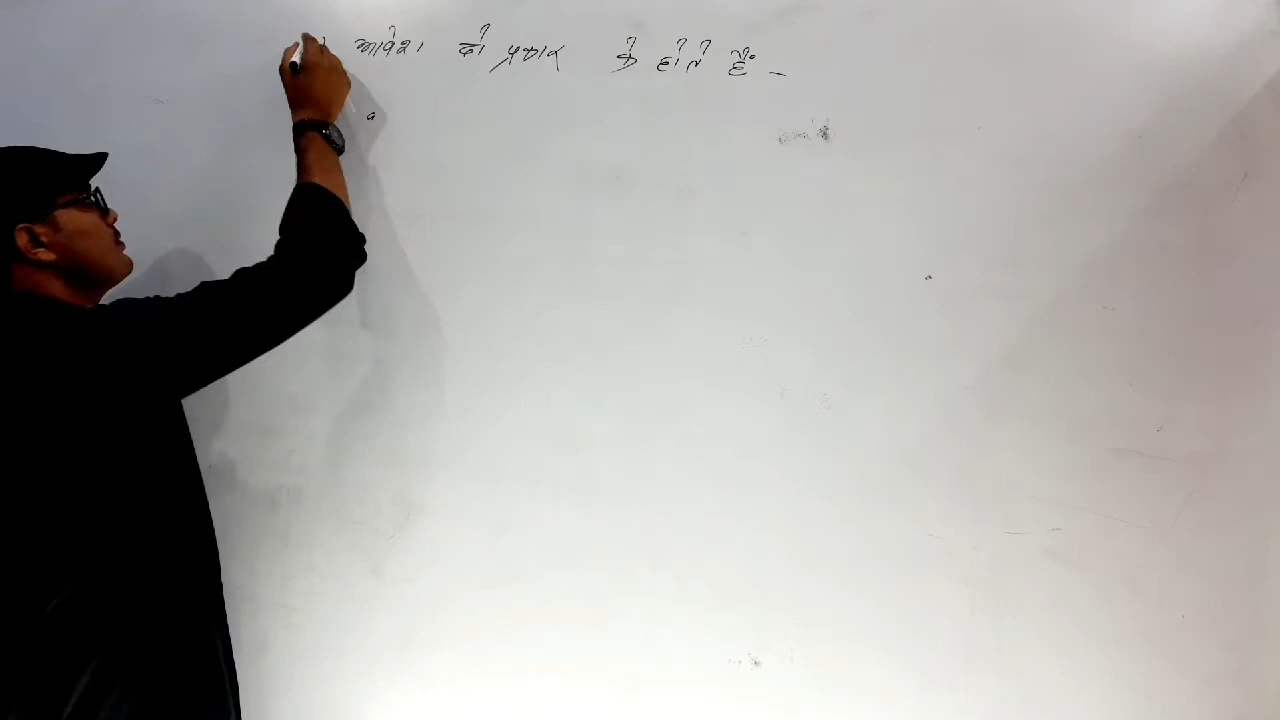 आवेश दो प्रकार के होते हैं -